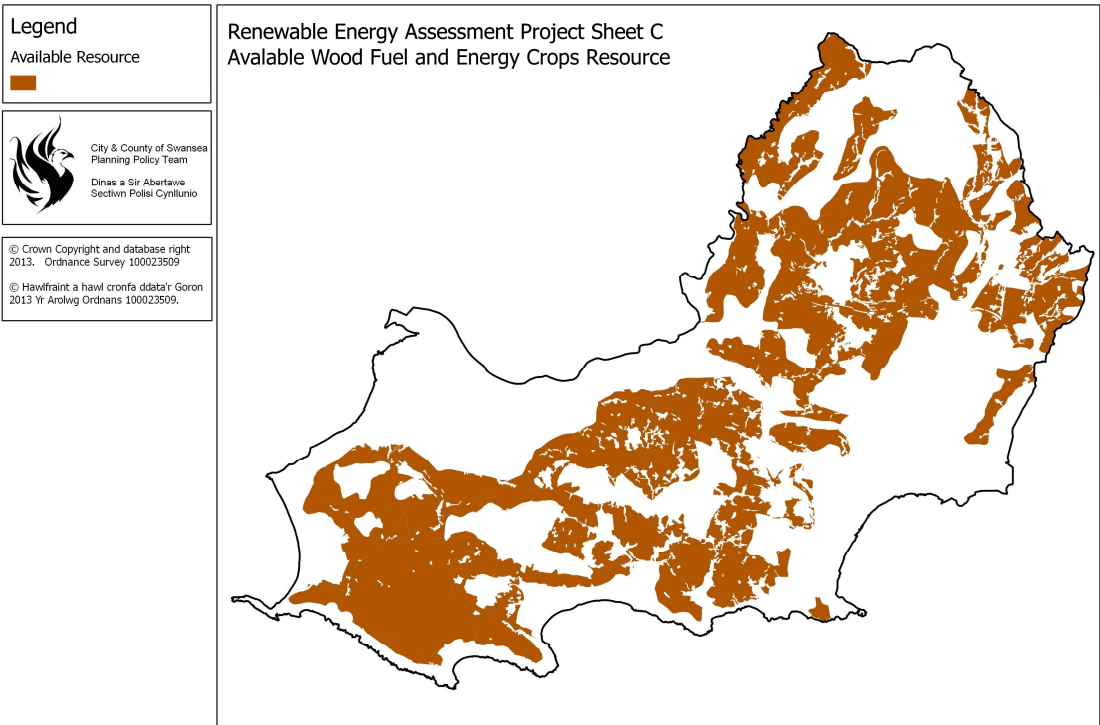 Legend
Available Resource
City & County of Swansea
Planning Policy Team
Dinas a Sir Abertawe
Sectiwn Polisi Cynllunio
© Crown Copyright and database right
2013.   Ordnance Survey 100023509
© Hawlfraint a hawl cronfa ddata'r Goron
2013 Yr Arolwg Ordnans 100023509.
Renewable Energy Assessment Project Sheet C
Avalable Wood Fuel and Energy Crops Resource